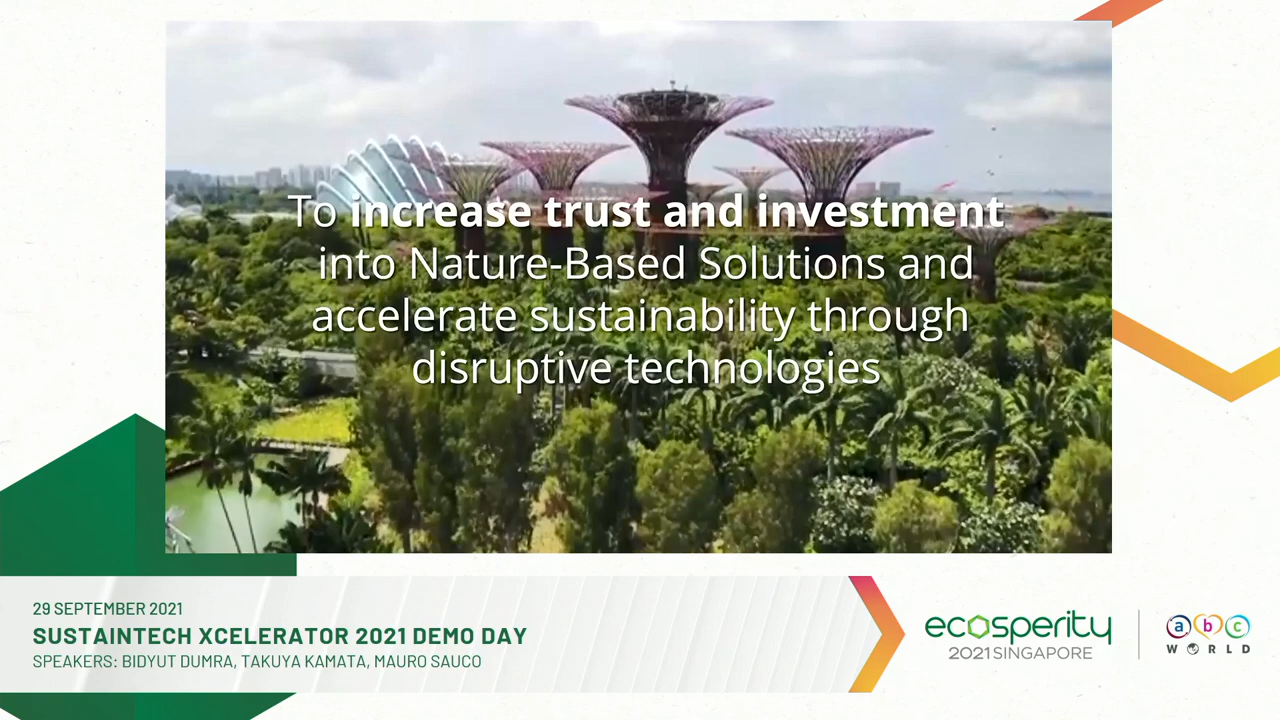 To increase trust and investment
into Nature-Based Solutions and
accelerate sustainability through
disruptive technologies
29 SEPTEMBER 2021
SUSTAINTECH XCELERATOR 2021 DEMO DAY
SPEAKERS: BIDYUT DUMRA, TAKUYA KAMATA, MAURO SAUCO
ecosperity
2021 SINGAPORE
abc
WORLD